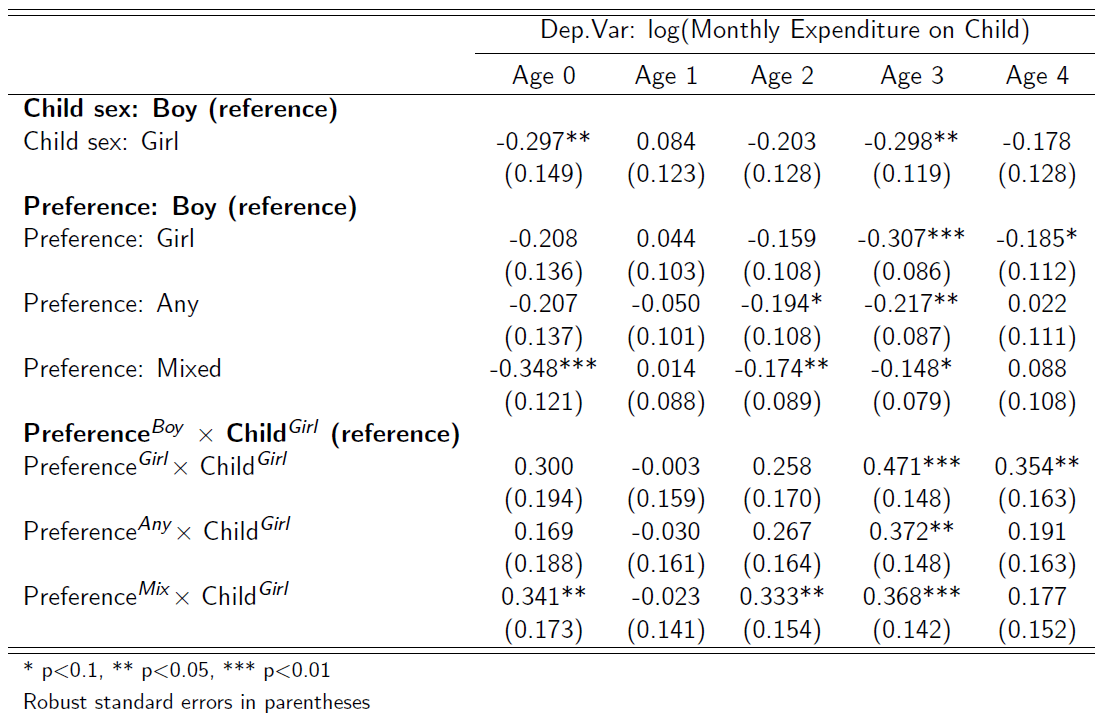 Dep.Var: log(Monthly Expenditure on Child)
Age 0 Age 1 Age 2 Age 3 Age 4
Child sex: Boy (reference)
Child sex: Girl -0.297** 0.084 -0.203 -0.298** -0.178
(0.149) (0.123) (0.128) (0.119) (0.128)
Preference: Boy (reference)
Preference: Girl -0.208 0.044 -0.159 -0.307*** -0.185*
(0.136) (0.103) (0.108) (0.086) (0.112)
Preference: Any -0.207 -0.050 -0.194* -0.217** 0.022
(0.137) (0.101) (0.108) (0.087) (0.111)
Preference: Mixed -0.348*** 0.014 -0.174** -0.148* 0.088
(0.121) (0.088) (0.089) (0.079) (0.108)
Preference^Boy × Child^Girl (reference)
Preference^Girl × Child^Girl 0.300 -0.003 0.258 0.471*** 0.354**
(0.194) (0.159) (0.170) (0.148) (0.163)
Preference^Any × Child^Girl 0.169 -0.030 0.267 0.372** 0.191
(0.188) (0.161) (0.164) (0.148) (0.163)
Preference^Mix × Child^Girl 0.341** -0.023 0.333** 0.368*** 0.177
(0.173) (0.141) (0.154) (0.142) (0.152)
* p<0.1, ** p<0.05, *** p<0.01
Robust standard errors in parentheses